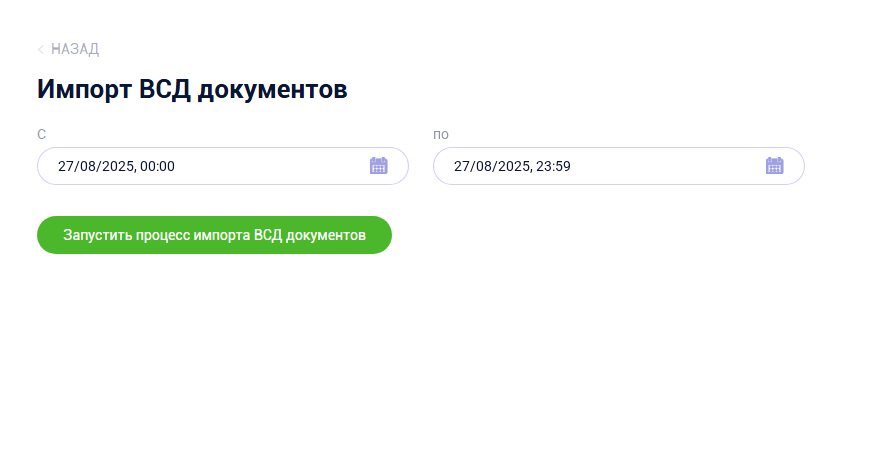 НАЗАД
Импорт ВСД документов
С
по
27/08/2025, 00:00
27/08/2025, 23:59
Запустить процесс импорта ВСД документов